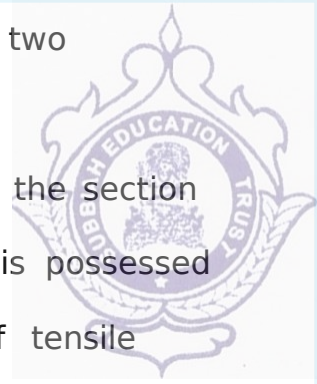 two
the section
is possessed
tensile
EDUCATION TRUST